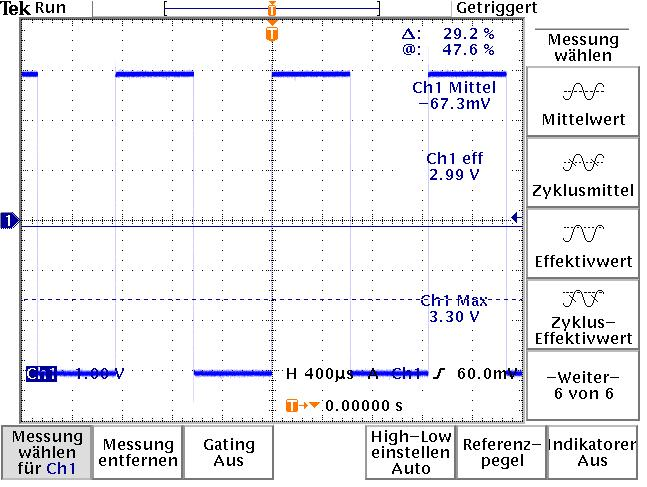 Tek Run
Getriggert
T
T
Δ: 29.2 %
@: 47.6 %
Ch1 Mittel
−67.3mV
Ch1 eff
2.99 V
1
Ch1 Max
3.30 V
Ch1 1.00 V H 400µs A Ch1 60.0mV
T 0.00000 s
Messung
wählen
Mittelwert
Zyklusmittel
Effektivwert
Zyklus−
Effektivwert
−Weiter−
6 von 6
Messung
wählen
für Ch1
Messung
entfernen
Gating
Aus
High−Low
einstellen
Auto
Referenz−
pegel
Indikatoren
Aus